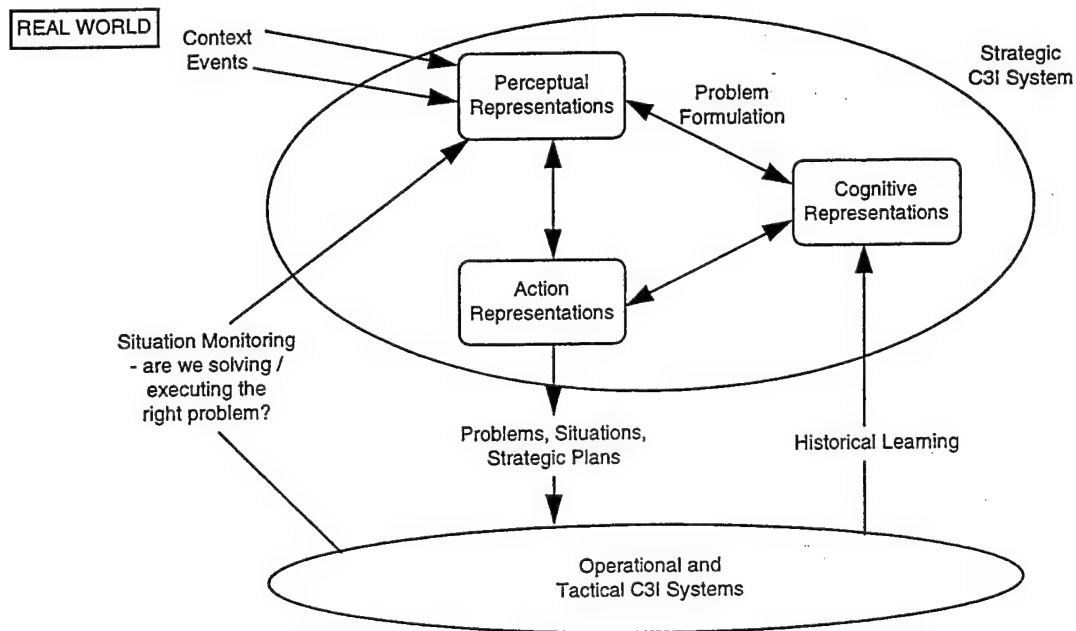 REAL WORLD
Context
Events
Strategic
C3I System
Perceptual
Representations
Problem
Formulation
Cognitive
Representations
Action
Representations
Situation Monitoring
- are we solving /
executing the
right problem?
Problems, Situations,
Strategic Plans
Historical Learning
Operational and
Tactical C3I Systems